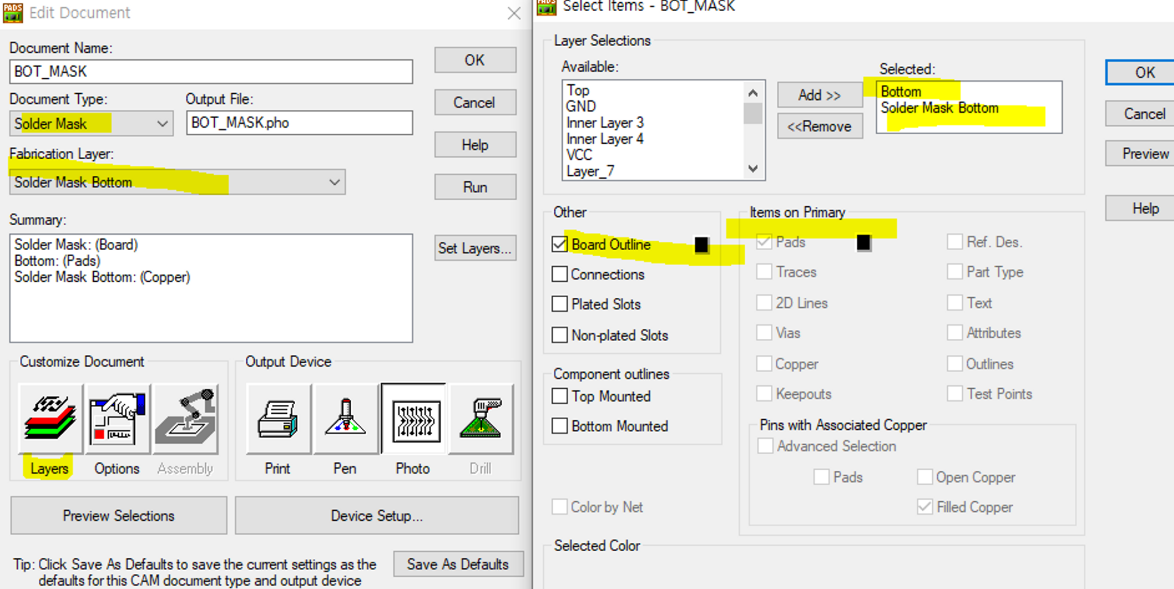 PADS Edit Document
Document Name:
BOT_MASK
OK
Document Type:
Output File:
Solder Mask
BOT_MASK.pho
Cancel
Fabrication Layer:
Help
Solder Mask Bottom
Run
Summary:
Solder Mask: (Board)
Bottom: (Pads)
Solder Mask Bottom: (Copper)
Set Layers...
Customize Document
Output Device
Layers
Options
Assembly
Print
Pen
Photo
Drill
Preview Selections
Device Setup...
Tip: Click Save As Defaults to save the current settings as the
defaults for this CAM document type and output device
Save As Defaults
Select Items - BOT_MASK
Layer Selections
Available:
Top
GND
Inner Layer 3
Inner Layer 4
VCC
Layer_7
Add >>
<<Remove
Selected:
Bottom
Solder Mask Bottom
OK
Cancel
Preview
Help
Other
Board Outline
Connections
Plated Slots
Non-plated Slots
Component outlines
Top Mounted
Bottom Mounted
Color by Net
Items on Primary
Pads
Ref. Des.
Traces
Part Type
2D Lines
Text
Vias
Attributes
Copper
Outlines
Keepouts
Test Points
Pins with Associated Copper
Advanced Selection
Pads
Open Copper
Filled Copper
Selected Color